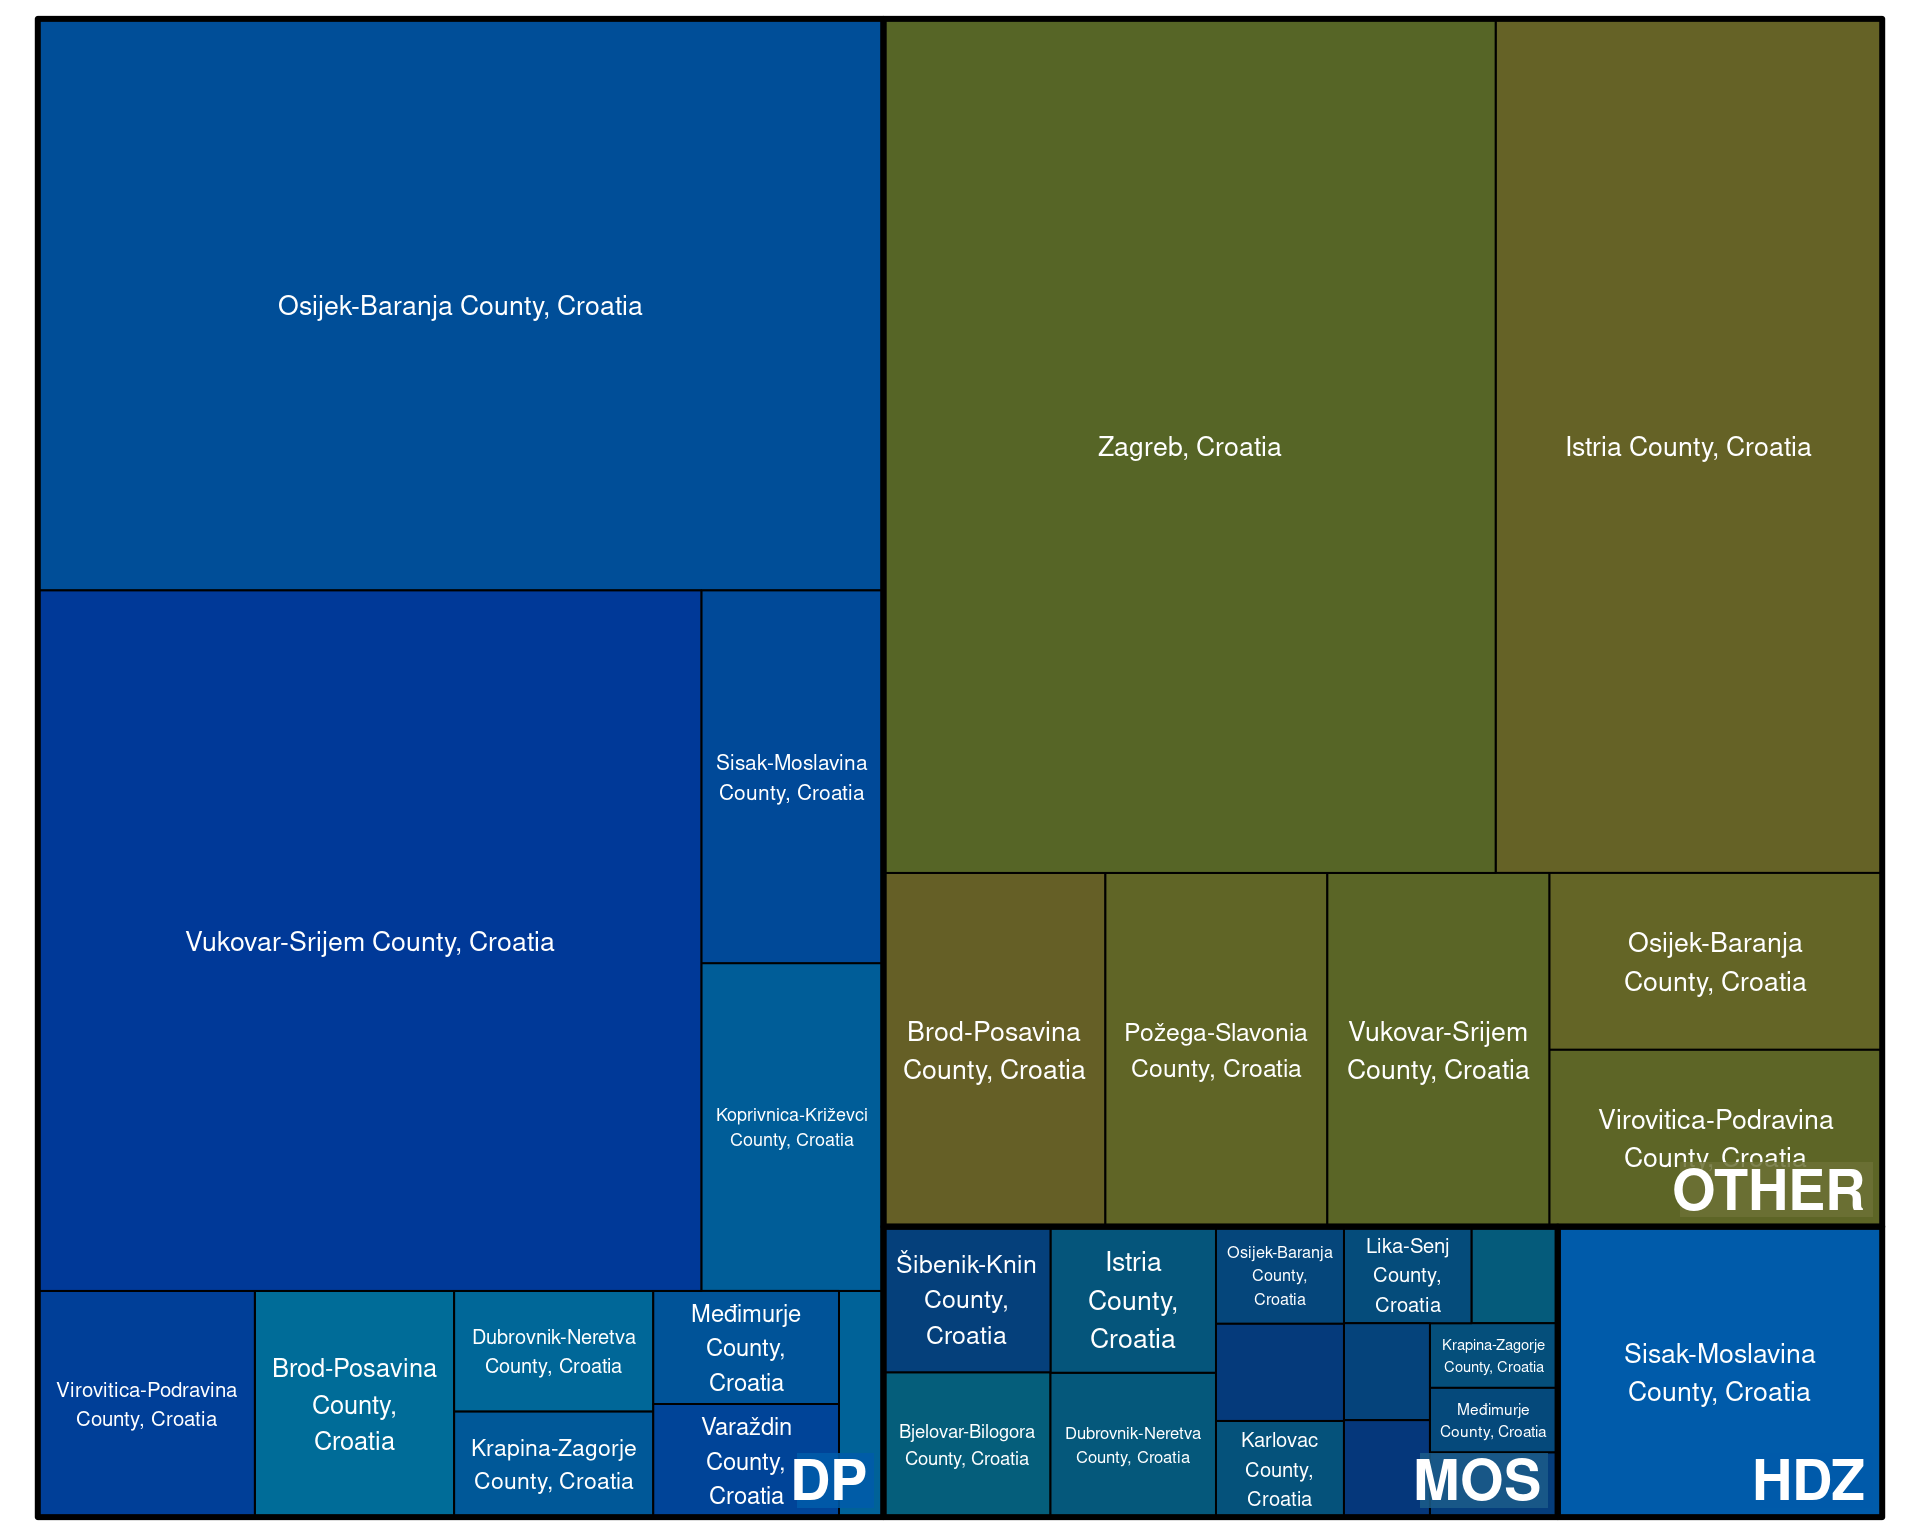 Osijek-Baranja County, Croatia
Vukovar-Srijem County, Croatia
Sisak-Moslavina
County, Croatia
Koprivnica-Križevci
County, Croatia
Virovitica-Podravina
County, Croatia
Brod-Posavina
County,
Croatia
Dubrovnik-Neretva
County, Croatia
Krapina-Zagorje
County, Croatia
Međimurje
County,
Croatia
Varaždin
County,
Croatia
DP
Zagreb, Croatia
Istria County, Croatia
Brod-Posavina
County, Croatia
Požega-Slavonia
County, Croatia
Vukovar-Srijem
County, Croatia
Osijek-Baranja
County, Croatia
Virovitica-Podravina
County, Croatia
OTHER
Šibenik-Knin
County,
Croatia
Bjelovar-Bilogora
County, Croatia
Istria
County,
Croatia
Dubrovnik-Neretva
County, Croatia
Osijek-Baranja
County,
Croatia
Karlovac
County,
Croatia
Lika-Senj
County,
Croatia
Krapina-Zagorje
County, Croatia
Međimurje
County, Croatia
MOS
Sisak-Moslavina
County, Croatia
HDZ